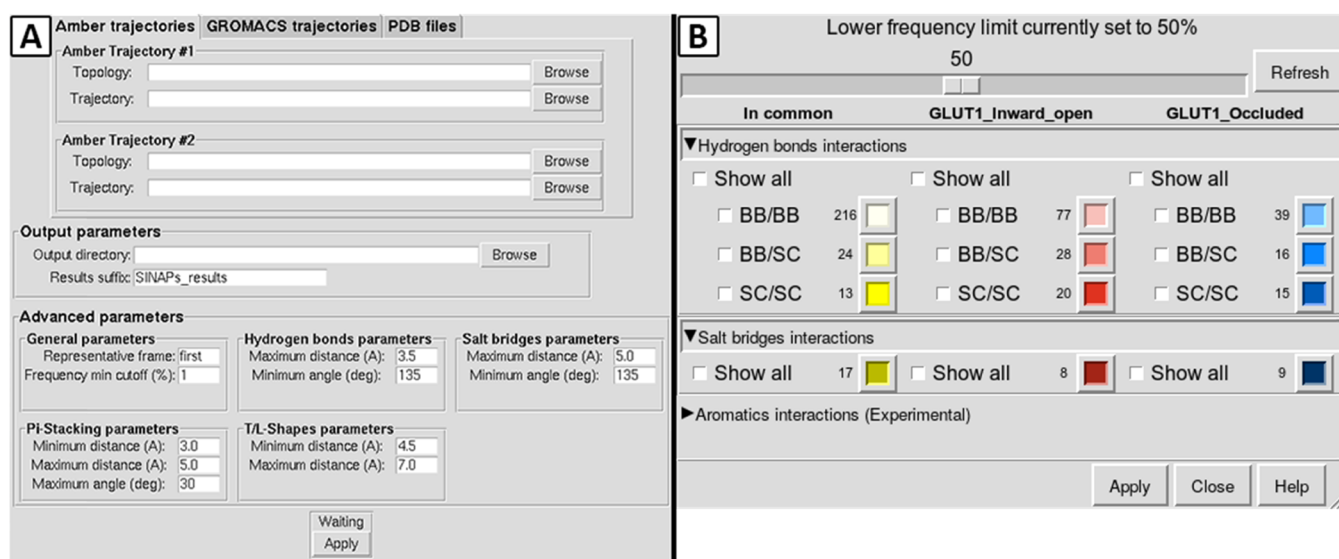 A
Amber trajectories GROMACS trajectories PDB files
Amber Trajectory #1
Topology: Browse
Trajectory: Browse
Amber Trajectory #2
Topology: Browse
Trajectory: Browse
Output parameters
Output directory: Browse
Results suffix: SINAPs_results
Advanced parameters
General parameters
Representative frame: first
Frequency min cutoff (%): 1
Hydrogen bonds parameters
Maximum distance (A): 3.5
Minimum angle (deg): 135
Salt bridges parameters
Maximum distance (A): 5.0
Minimum angle (deg): 135
Pi-Stacking parameters
Minimum distance (A): 3.0
Maximum distance (A): 5.0
Maximum angle (deg): 30
T/L-Shapes parameters
Minimum distance (A): 4.5
Maximum distance (A): 7.0
Waiting
Apply
B
Lower frequency limit currently set to 50%
50
Refresh
In common GLUT1_Inward_open GLUT1_Occluded
▼Hydrogen bonds interactions
Show all Show all Show all
BB/BB 216 BB/BB 77 BB/BB 39
BB/SC 24 BB/SC 28 BB/SC 16
SC/SC 13 SC/SC 20 SC/SC 15
▼Salt bridges interactions
Show all 17 Show all 8 Show all 9
▶Aromatics interactions (Experimental)
Apply Close Help